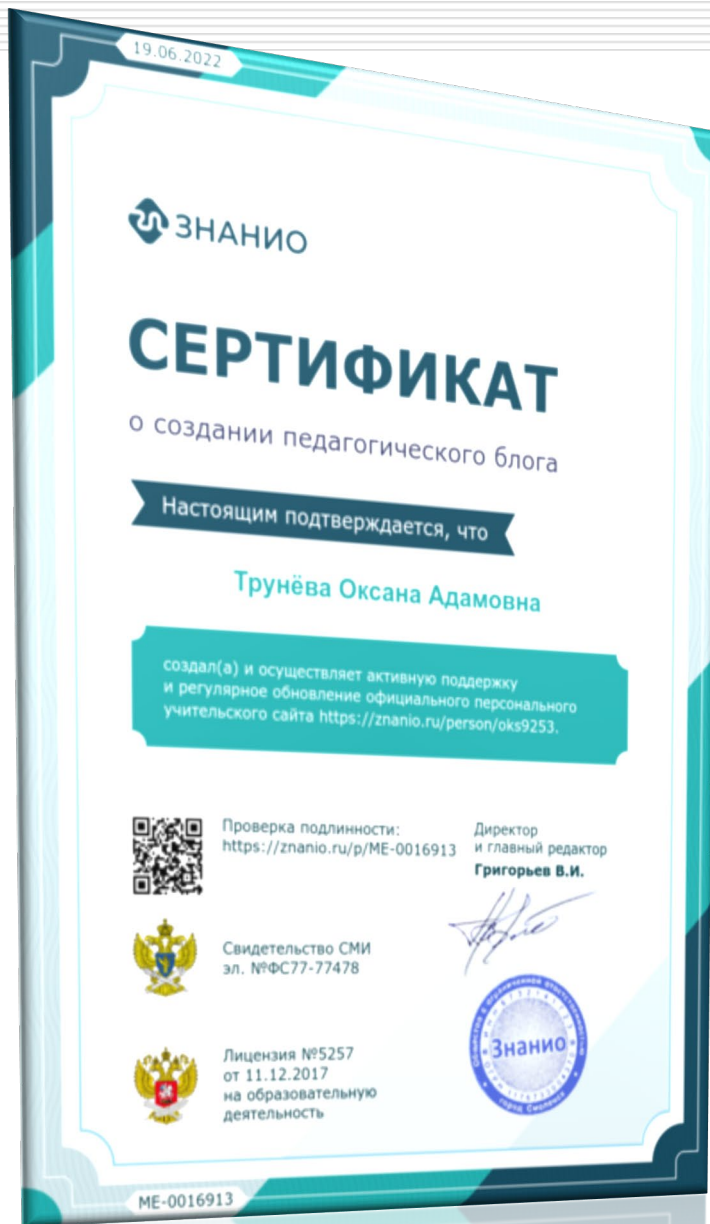 19.06.2022
ЗНАНИО
СЕРТИФИКАТ
о создании педагогического блога
Настоящим подтверждается, что
Трунёва Оксана Адамовна
создал(а) и осуществляет активную поддержку
и регулярное обновление официального персонального
учительского сайта https://znanio.ru/person/oks9253.
Проверка подлинности:
https://znanio.ru/p/ME-0016913
Директор
и главный редактор
Григорьев В.И.
Свидетельство СМИ
эл. №ФС77-77478
Знанио
город Смоленск
Лицензия №5257
от 11.12.2017
на образовательную
деятельность
ME-0016913